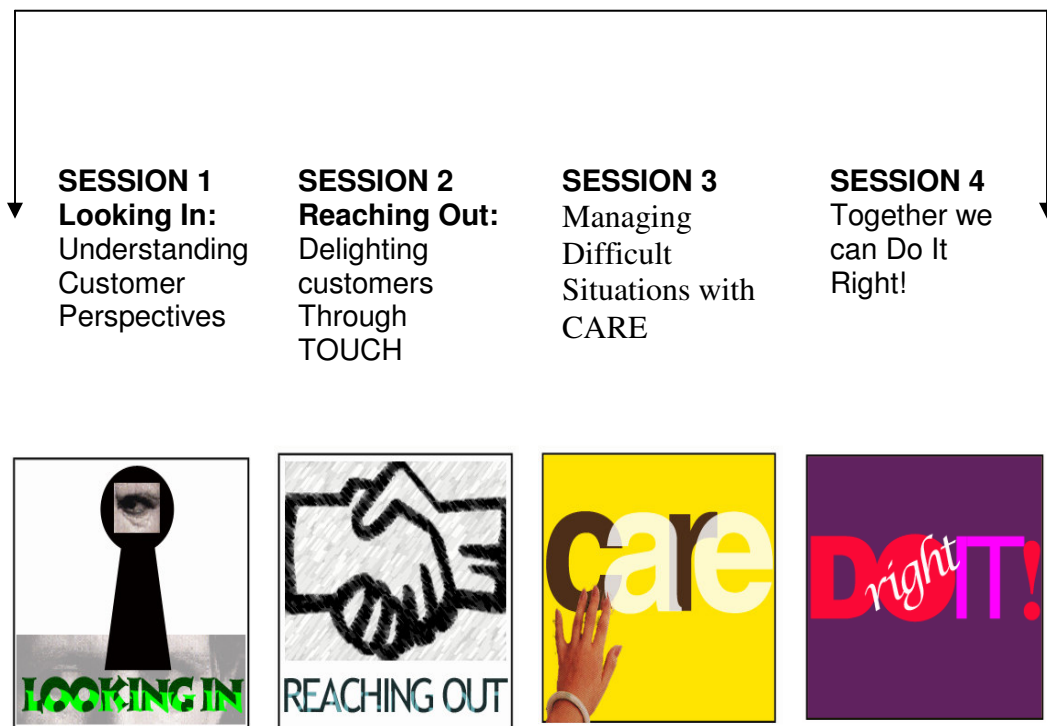 SESSION 1
Looking In:
Understanding
Customer
Perspectives
SESSION 2
Reaching Out:
Delighting
customers
Through
TOUCH
SESSION 3
Managing
Difficult
Situations with
CARE
SESSION 4
Together we
can Do It
Right!
LOOKING IN
REACHING OUT
care
DO right IT!